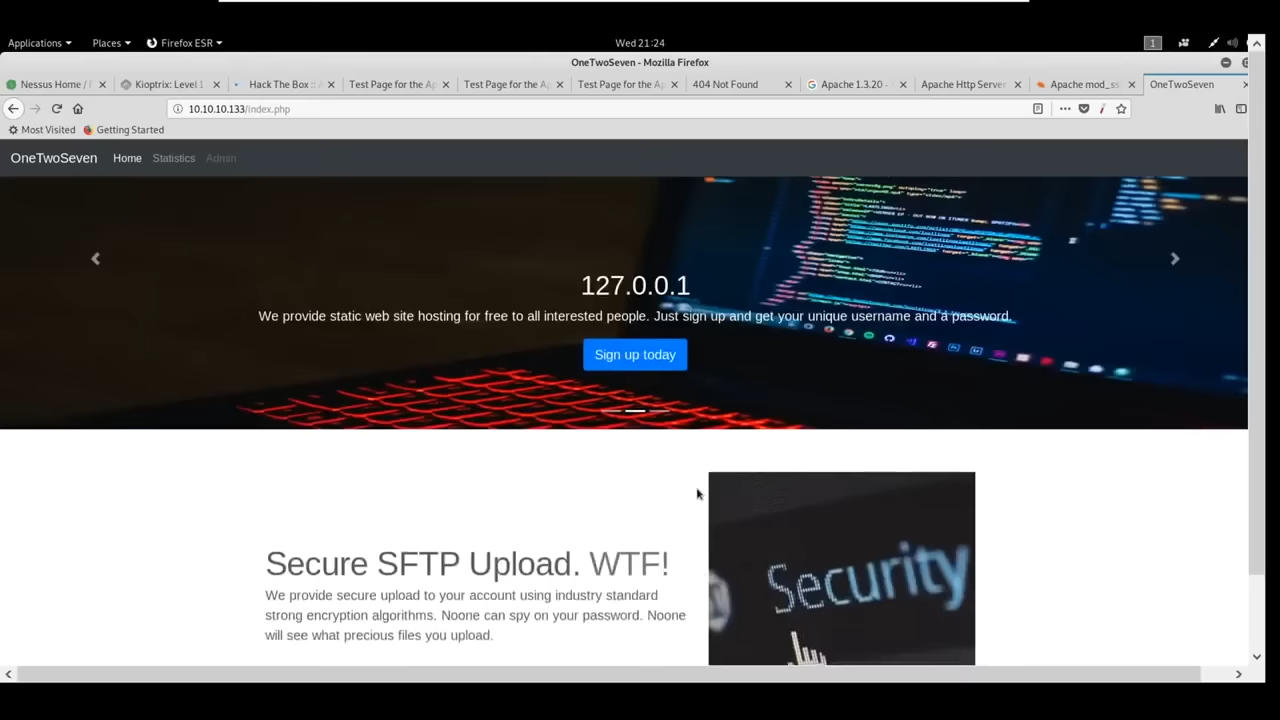 Applications
Places
Firefox ESR
Wed 21:24
1
OneTwoSeven - Mozilla Firefox
Nessus Home / F
Kioptrix: Level 1
Hack The Box :: A
Test Page for the Ap
Test Page for the Ap
Test Page for the Ap
404 Not Found
Apache 1.3.20 -
Apache Http Server
Apache mod_ss
OneTwoSeven
10.10.10.133/index.php
Most Visited
Getting Started
OneTwoSeven
Home
Statistics
Admin
127.0.0.1
We provide static web site hosting for free to all interested people. Just sign up and get your unique username and a password.
Sign up today
Secure SFTP Upload. WTF!
We provide secure upload to your account using industry standard
strong encryption algorithms. Noone can spy on your password. Noone
will see what precious files you upload.
Security